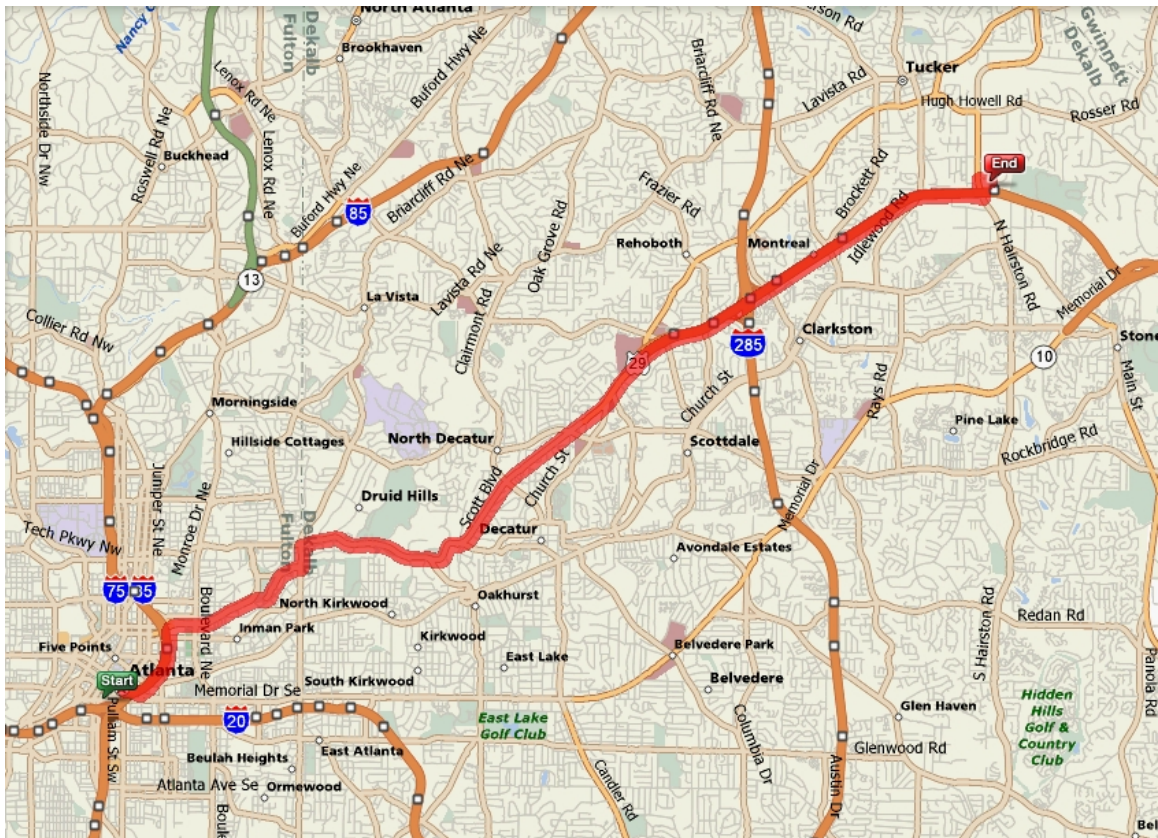 North Atlanta
Nancy C
Dekalb
Fulton
Brookhaven
Buford Hwy Ne
Briarcliff Rd Ne
erson Rd
Gwinnett
Dekalb
Tucker
Lavista Rd
Hugh Howell Rd
Rosser Rd
Northside Dr Nw
Roswell Rd Ne
Lenox Rd Ne
Lenox Rd Ne
Buckhead
Buford Hwy Ne
85
Briarcliff Rd Ne
Frazier Rd
Brockett Rd
Idlewood Rd
End
Oak Grove Rd
Rehoboth
Montreal
N Hairston Rd
Memorial Dr
13
La Vista
Lavista Rd Ne
Clairmont Rd
Collier Rd Nw
29
285
Clarkston
Stone
10
Main St
Church St
Rays Rd
Morningside
Hillside Cottages
North Decatur
Scottdale
Pine Lake
Rockbridge Rd
Juniper St Ne
Monroe Dr Ne
Druid Hills
Scott Blvd
Church St
Memorial Dr
Tech Pkwy Nw
Dekalb
Fulton
Decatur
Avondale Estates
75
85
Boulevard Ne
North Kirkwood
Oakhurst
Redan Rd
Inman Park
Five Points
Kirkwood
Belvedere Park
S Hairston Rd
Panola Rd
Atlanta
Start
East Lake
South Kirkwood
Memorial Dr Se
Belvedere
Pullam St Sw
20
East Lake
Golf Club
Glen Haven
Hidden
Hills
Golf &
Country
Club
Columbia Dr
East Atlanta
Glenwood Rd
Beulah Heights
Candler Rd
Austin Dr
Atlanta Ave Se
Ormewood
Boul
Bel